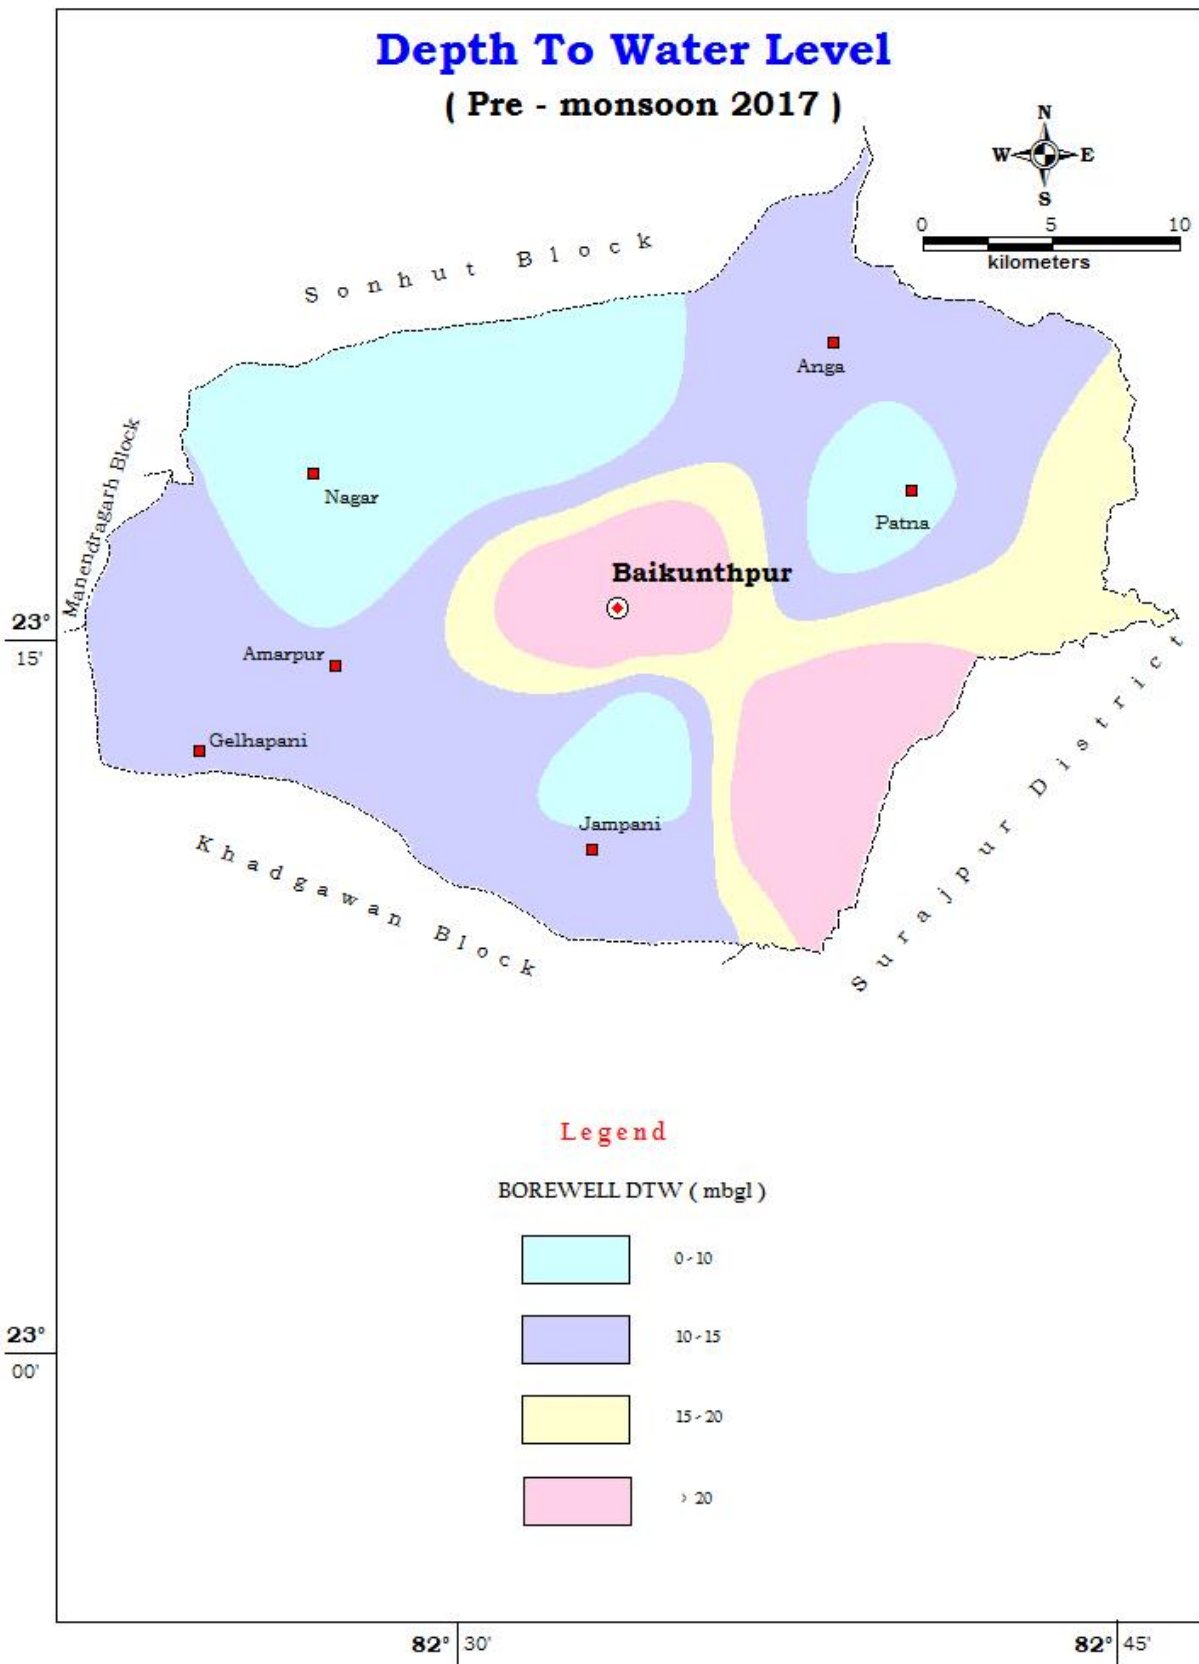 Depth To Water Level
( Pre - monsoon 2017 )
N
W E
S
0 5 10
kilometers
Sonhut Block
Anga
Manendragarh Block
Nagar
Patna
Baikunthpur
23°
15'
Amarpur
Gelhapani
Surajpur District
Jampani
Khadgawan Block
Legend
BOREWELL DTW ( mbgl )
0 - 10
10 - 15
15 - 20
> 20
23°
00'
82° 30'
82° 45'